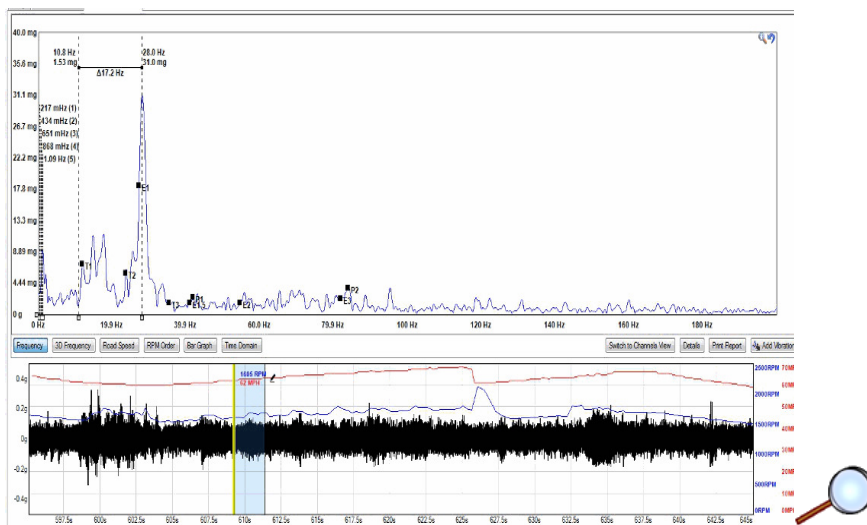 40.0 mg
10.8 Hz
1.53 mg
28.0 Hz
31.0 mg
Δ17.2 Hz
35.6 mg
31.1 mg
26.7 mg
22.2 mg
17.8 mg
13.3 mg
8.89 mg
4.44 mg
0 g
217 mHz (1)
434 mHz (2)
651 mHz (3)
868 mHz (4)
1.09 Hz (5)
E1
T1
T2
T3
E1.5
P1
E2
E3
P2
0 Hz
19.9 Hz
39.9 Hz
60.0 Hz
79.9 Hz
100 Hz
120 Hz
140 Hz
160 Hz
180 Hz
Frequency
3D Frequency
Road Speed
RPM Order
Bar Graph
Time Domain
Switch to Channels View
Details
Print Report
Add Vibration
0.4g
0.2g
0g
-0.2g
-0.4g
1605 RPM
62 MPH
2500RPM
2000RPM
1500RPM
1000RPM
500RPM
0RPM
597.5s
600s
602.5s
605s
607.5s
610s
612.5s
615s
617.5s
620s
622.5s
625s
627.5s
630s
632.5s
635s
637.5s
640s
642.5s
645s